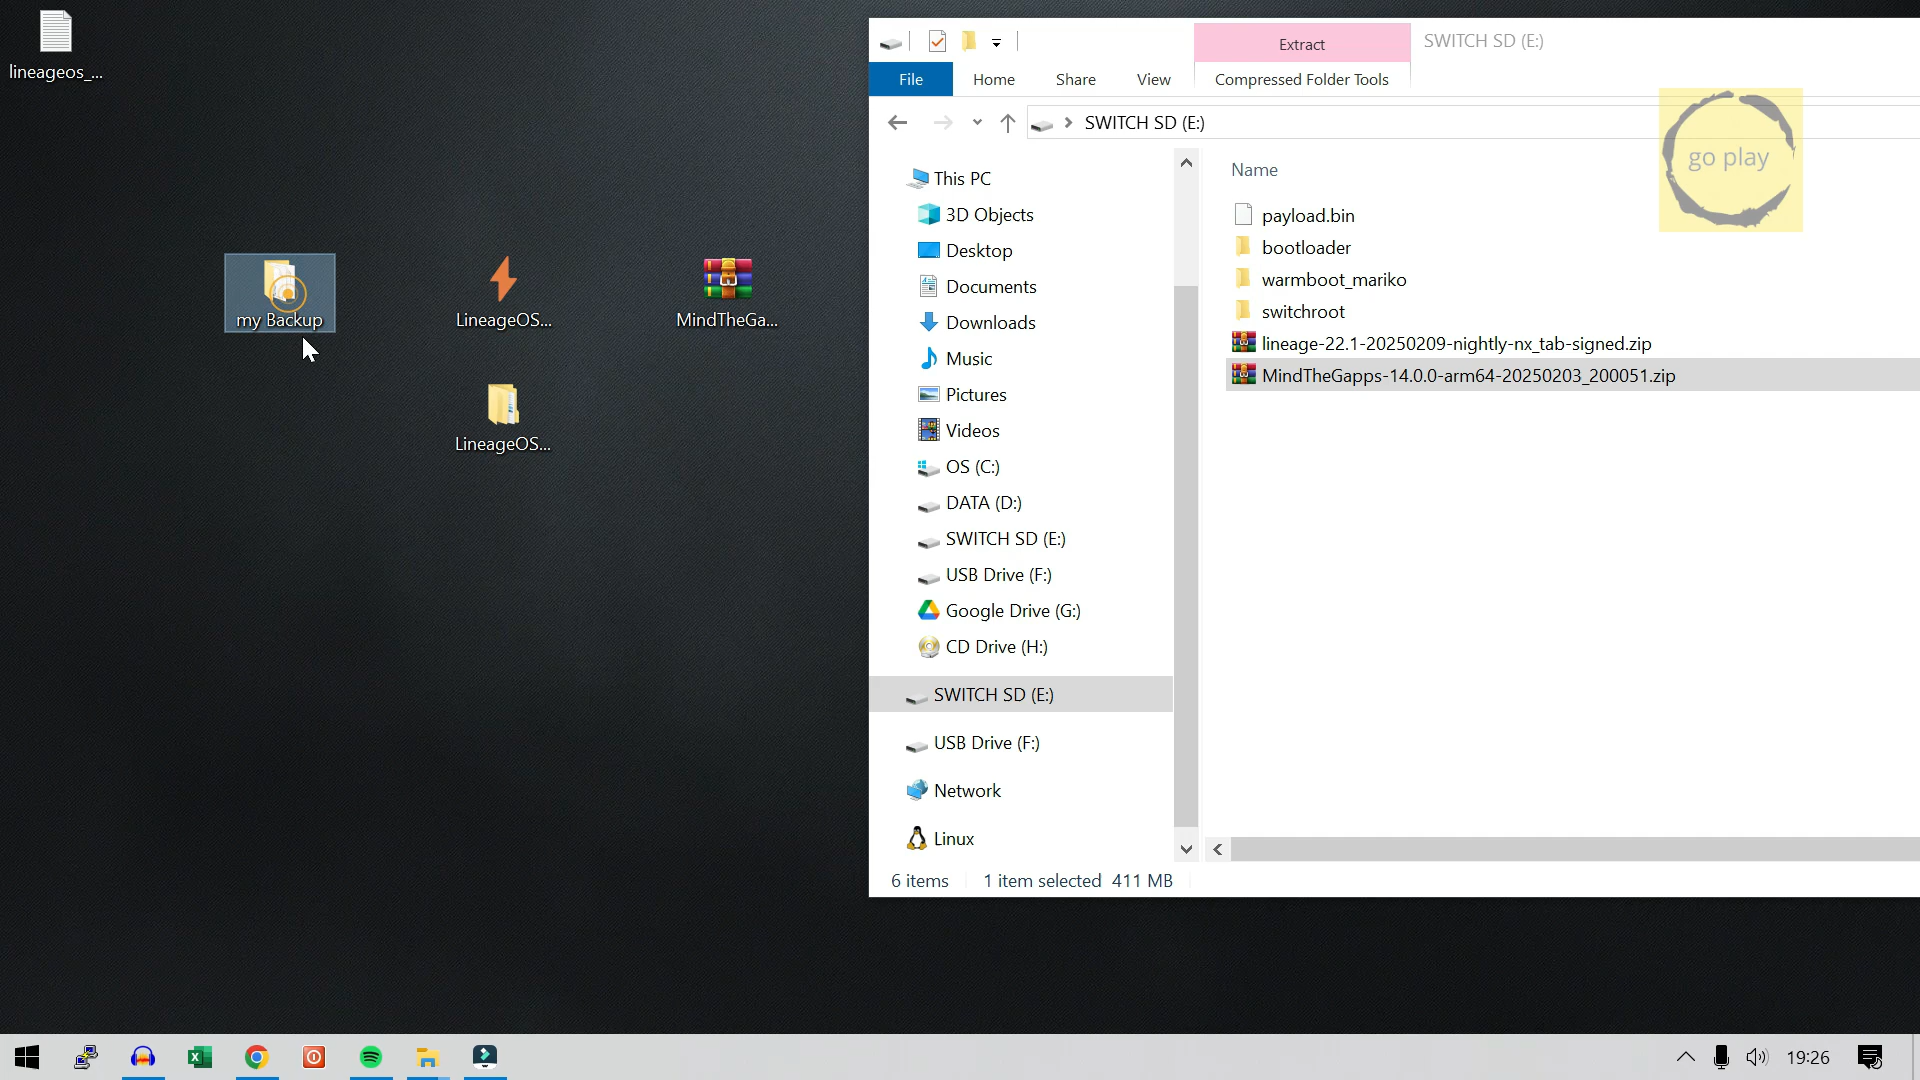 lineageos_...
my Backup
LineageOS...
MindTheGa...
LineageOS...
Extract
SWITCH SD (E:)
File
Home
Share
View
Compressed Folder Tools
SWITCH SD (E:)
go play
This PC
3D Objects
Desktop
Documents
Downloads
Music
Pictures
Videos
OS (C:)
DATA (D:)
SWITCH SD (E:)
USB Drive (F:)
Google Drive (G:)
CD Drive (H:)
SWITCH SD (E:)
USB Drive (F:)
Network
Linux
Name
payload.bin
bootloader
warmboot_mariko
switchroot
lineage-22.1-20250209-nightly-nx_tab-signed.zip
MindTheGapps-14.0.0-arm64-20250203_200051.zip
6 items
1 item selected 411 MB
19:26